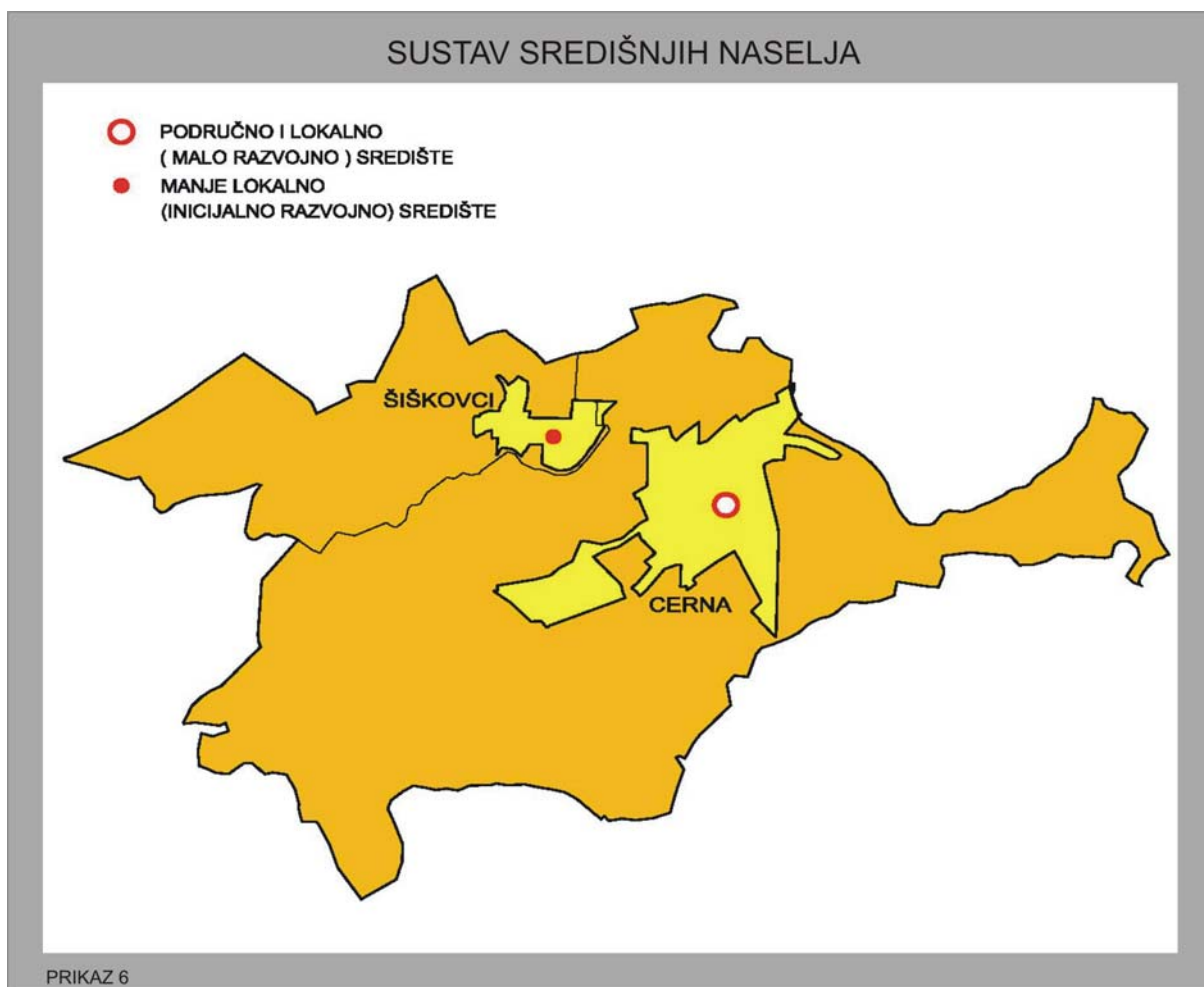 SUSTAV SREDIŠNJIH NASELJA
PODRUČNO I LOKALNO
( MALO RAZVOJNO ) SREDIŠTE
MANJE LOKALNO
(INICIJALNO RAZVOJNO) SREDIŠTE
ŠIŠKOVCI
CERNA
PRIKAZ 6